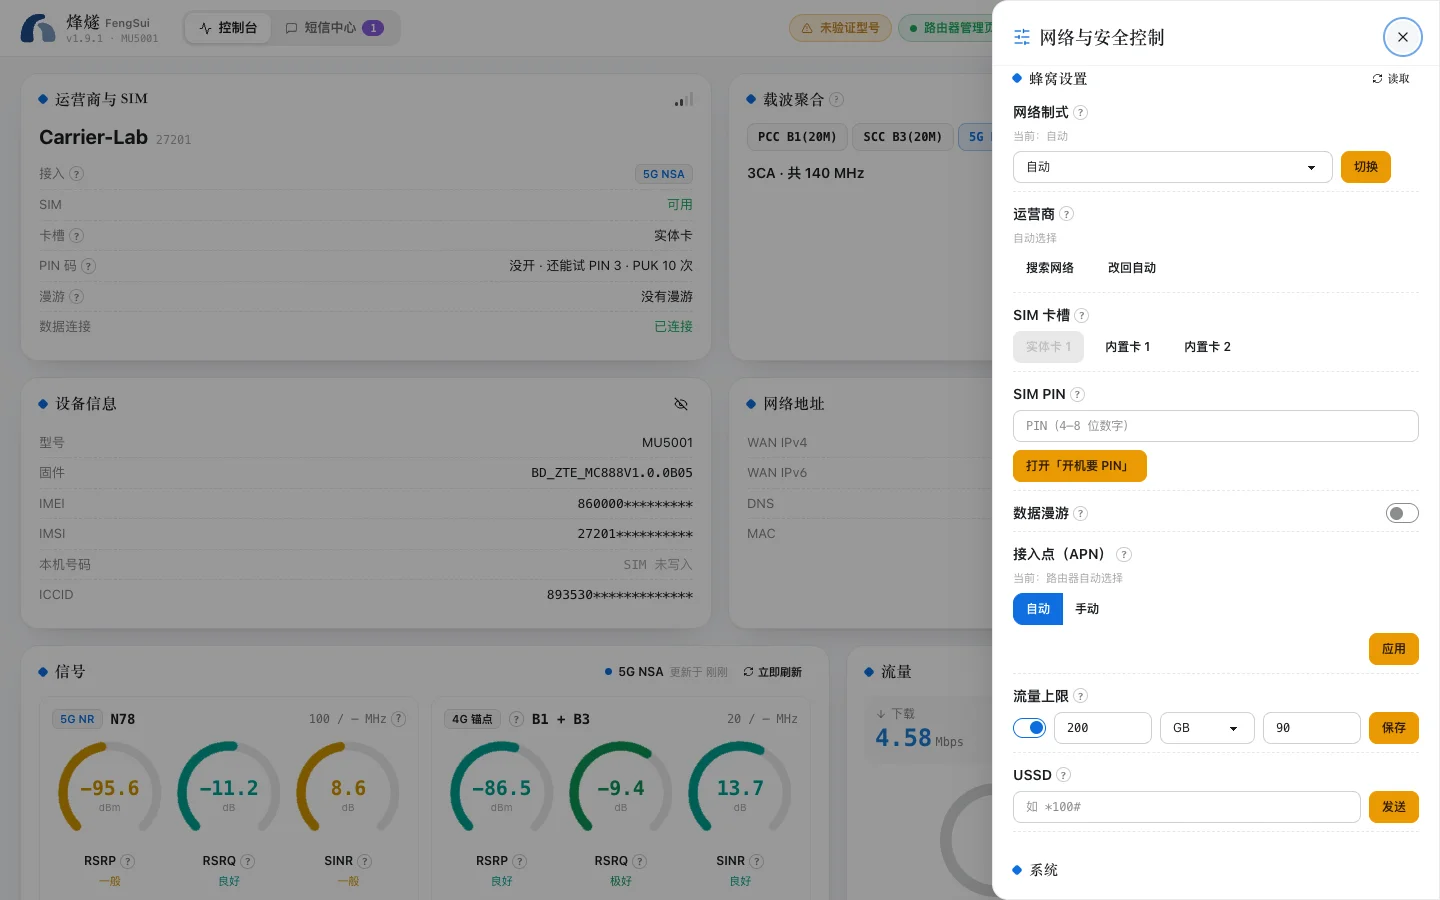 烽燧 FengSui
v1.9.1 · MU5001
控制台
短信中心 1
未验证型号
路由器管理页
运营商与 SIM
Carrier-Lab 27201
接入 ?
5G NSA
SIM
可用
卡槽 ?
实体卡
PIN 码 ?
没开 · 还能试 PIN 3 · PUK 10 次
漫游 ?
没有漫游
数据连接
已连接
载波聚合 ?
PCC B1(20M)
SCC B3(20M)
5G
3CA · 共 140 MHz
设备信息
型号
MU5001
固件
BD_ZTE_MC888V1.0.0B05
IMEI
860000*********
IMSI
27201**********
本机号码
SIM 未写入
ICCID
893530*************
网络地址
WAN IPv4
WAN IPv6
DNS
MAC
信号
5G NSA 更新于 刚刚
立即刷新
5G NR N78
100 / — MHz ?
−95.6
dBm
RSRP ?
一般
−11.2
dB
RSRQ ?
良好
8.6
dB
SINR ?
一般
4G 锚点 ? B1 + B3
20 / — MHz
−86.5
dBm
RSRP ?
良好
−9.4
dB
RSRQ ?
极好
13.7
dB
SINR ?
良好
流量
↓ 下载
4.58 Mbps
网络与安全控制
蜂窝设置
读取
网络制式 ?
当前：自动
自动
切换
运营商 ?
自动选择
搜索网络
改回自动
SIM 卡槽 ?
实体卡 1
内置卡 1
内置卡 2
SIM PIN ?
PIN（4–8 位数字）
打开「开机要 PIN」
数据漫游 ?
接入点（APN） ?
当前：路由器自动选择
自动
手动
应用
流量上限 ?
200
GB
90
保存
USSD ?
如 *100#
发送
系统